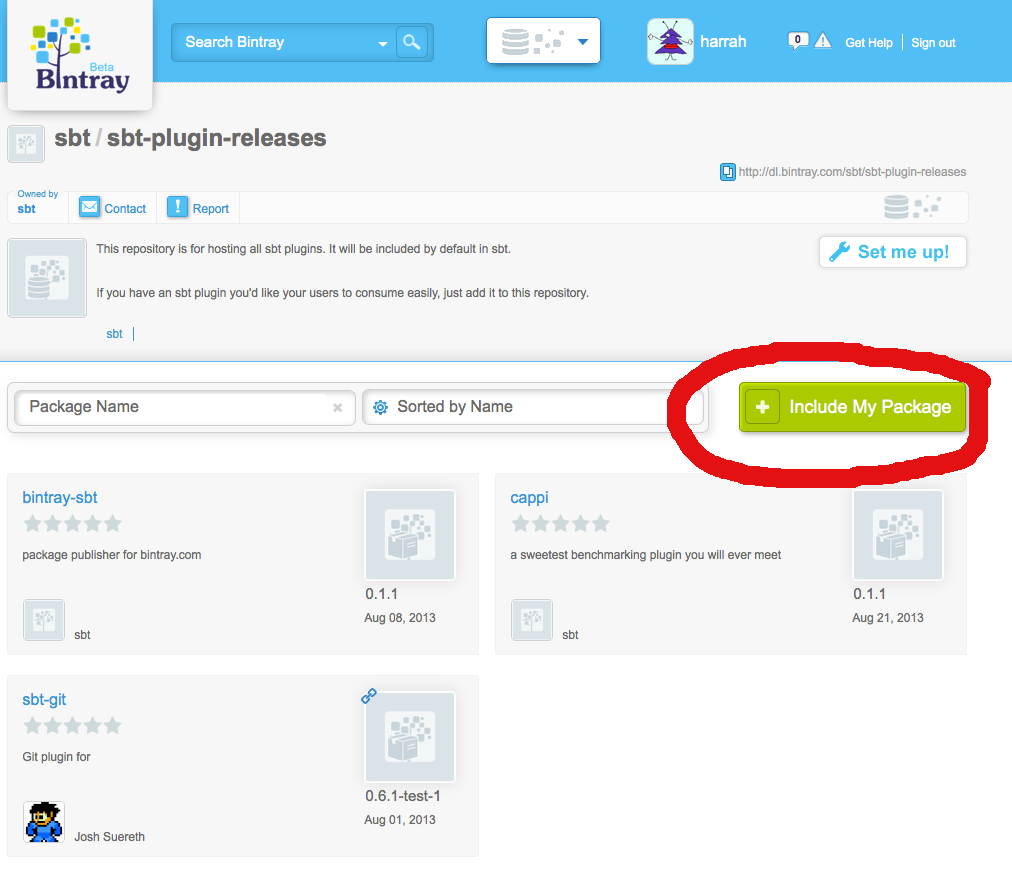 Beta
Bintray
Search Bintray
harrah
0
Get Help
Sign out
sbt / sbt-plugin-releases
http://dl.bintray.com/sbt/sbt-plugin-releases
Owned by
sbt
Contact
Report
This repository is for hosting all sbt plugins. It will be included by default in sbt.
Set me up!
If you have an sbt plugin you'd like your users to consume easily, just add it to this repository.
sbt
Package Name
Sorted by Name
Include My Package
bintray-sbt
package publisher for bintray.com
0.1.1
Aug 08, 2013
sbt
cappi
a sweetest benchmarking plugin you will ever meet
0.1.1
Aug 21, 2013
sbt
sbt-git
Git plugin for
0.6.1-test-1
Aug 01, 2013
Josh Suereth